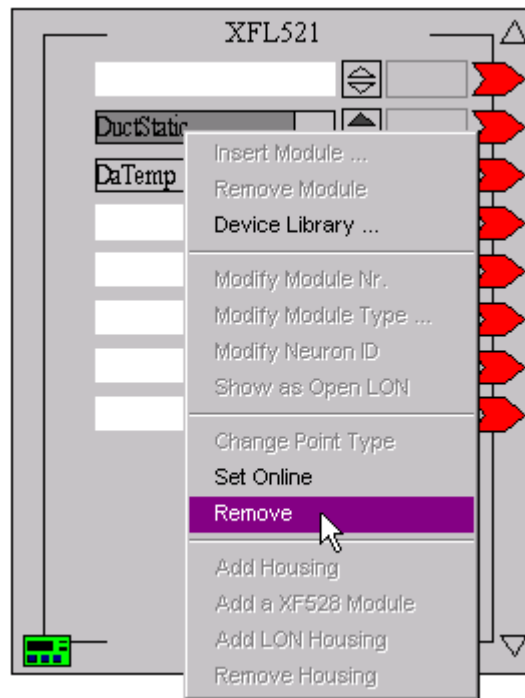 XFL521
DuctStatic
DaTemp
Insert Module ...
Remove Module
Device Library ...
Modify Module Nr.
Modify Module Type ...
Modify Neuron ID
Show as Open LON
Change Point Type
Set Online
Remove
Add Housing
Add a XF528 Module
Add LON Housing
Remove Housing